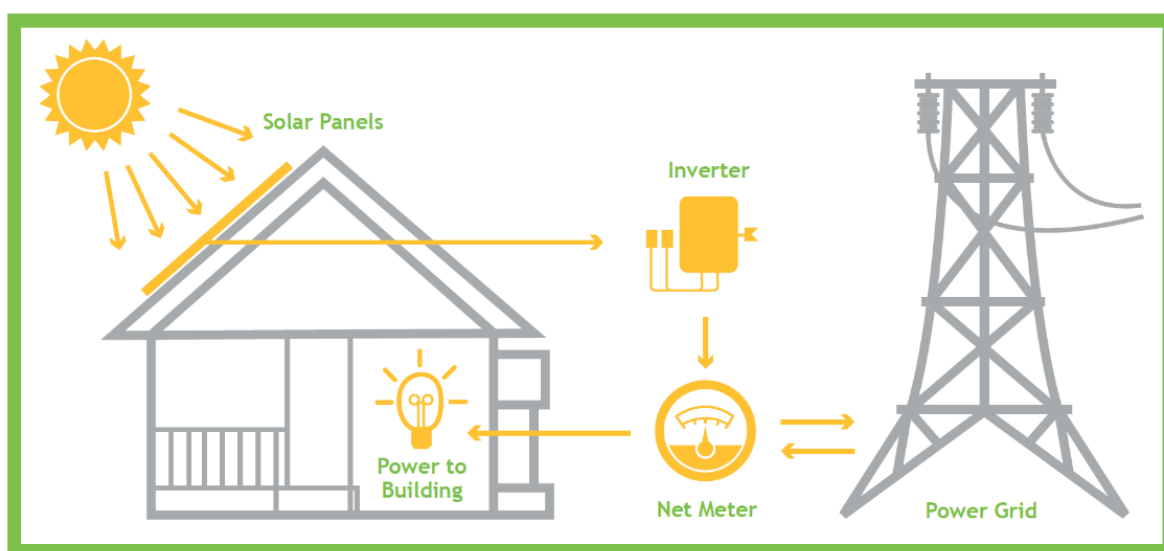 Solar Panels
Inverter
Power to
Building
Net Meter
Power Grid